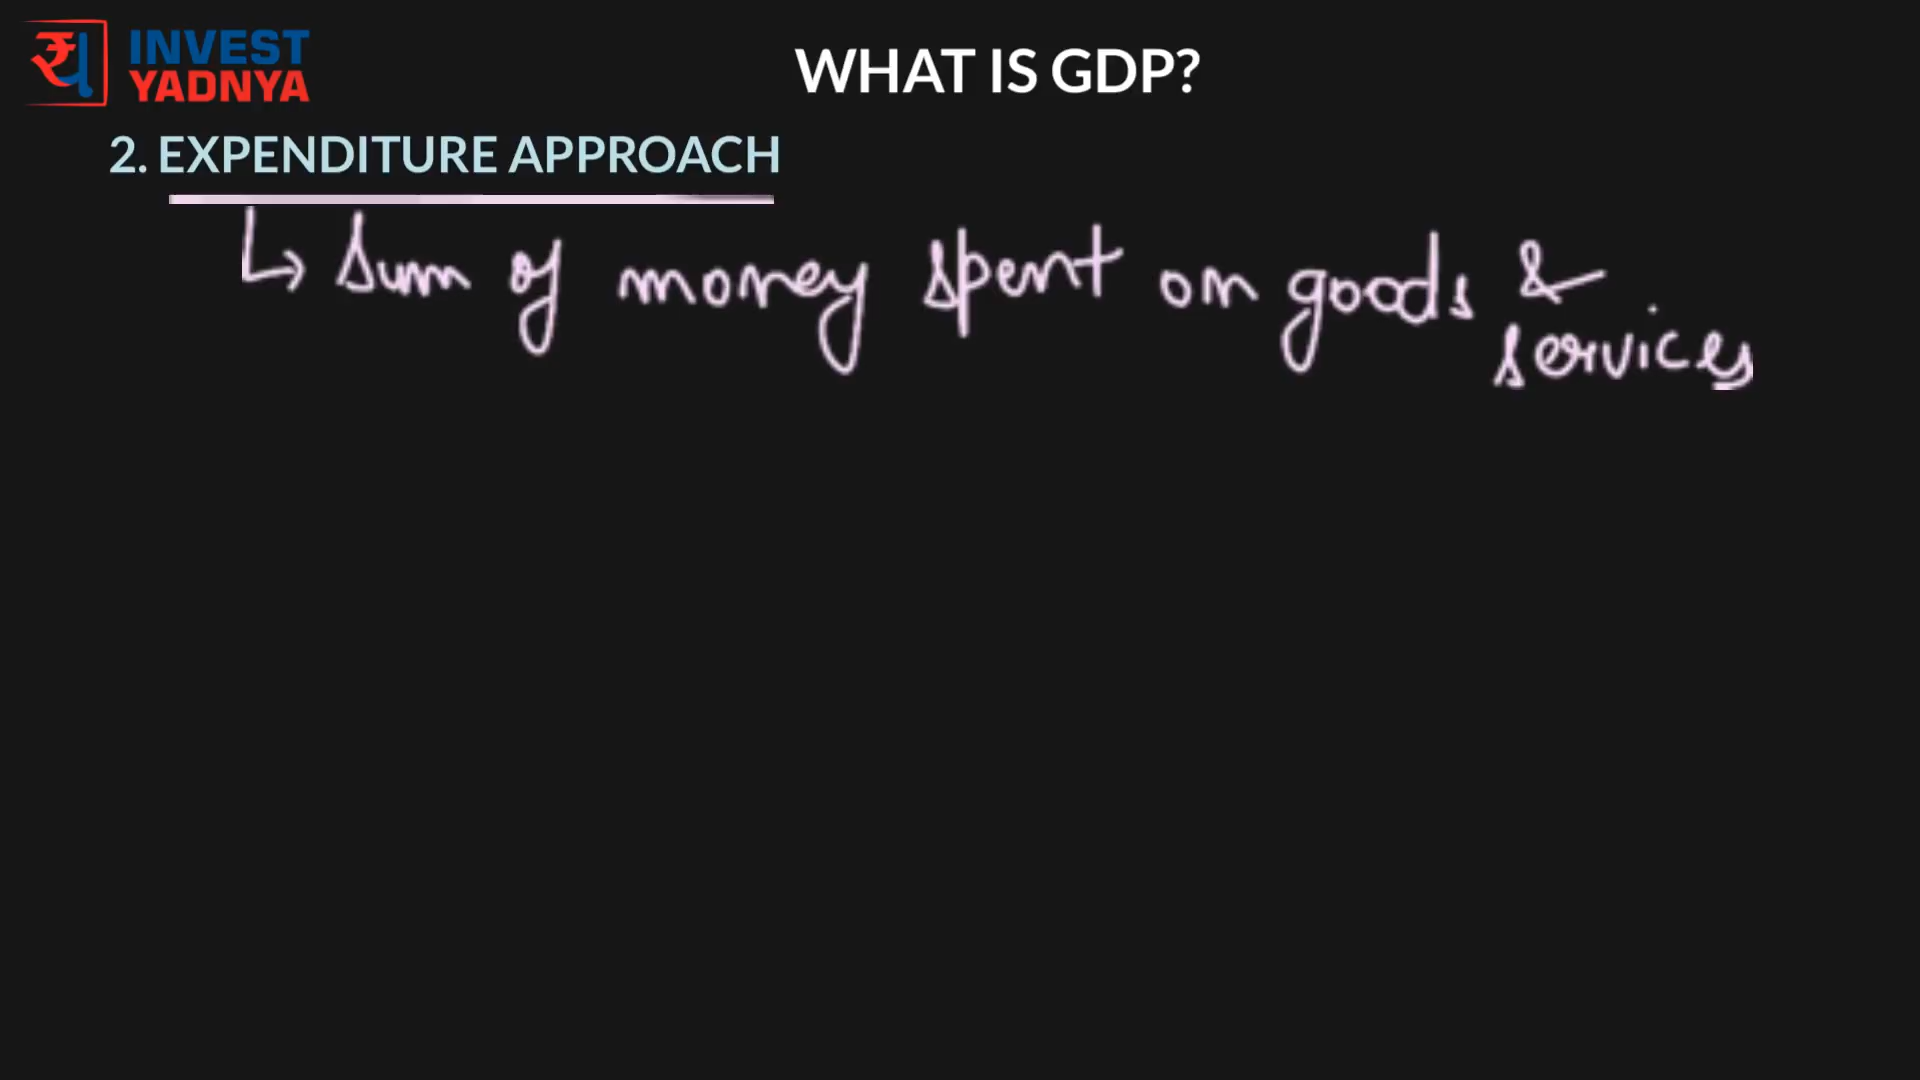 INVEST
YADNYA
WHAT IS GDP?
2. EXPENDITURE APPROACH
↳ Sum of money spent on goods &
services